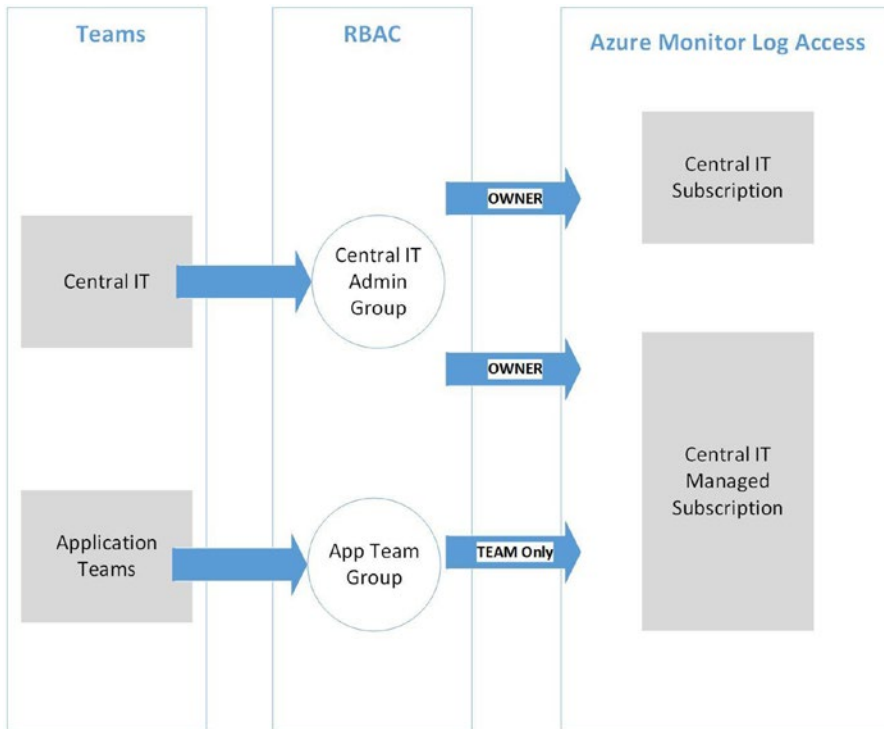 Teams
RBAC
Azure Monitor Log Access
Central IT
Subscription
OWNER
Central IT
Central IT
Admin
Group
OWNER
Central IT
Managed
Subscription
Application
Teams
App Team
Group
TEAM Only